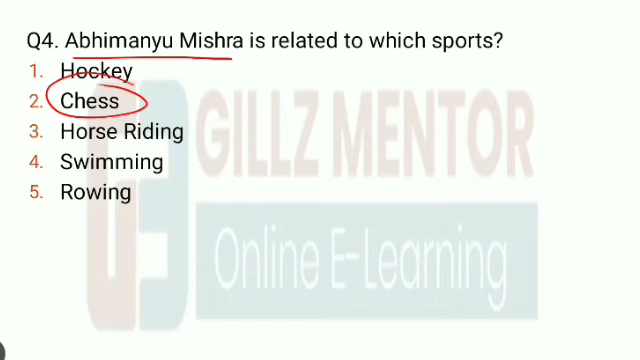 Q4. Abhimanyu Mishra is related to which sports?
1. Hockey
2. Chess
3. Horse Riding
4. Swimming
5. Rowing
GILLZ MENTOR
Online E-Learning